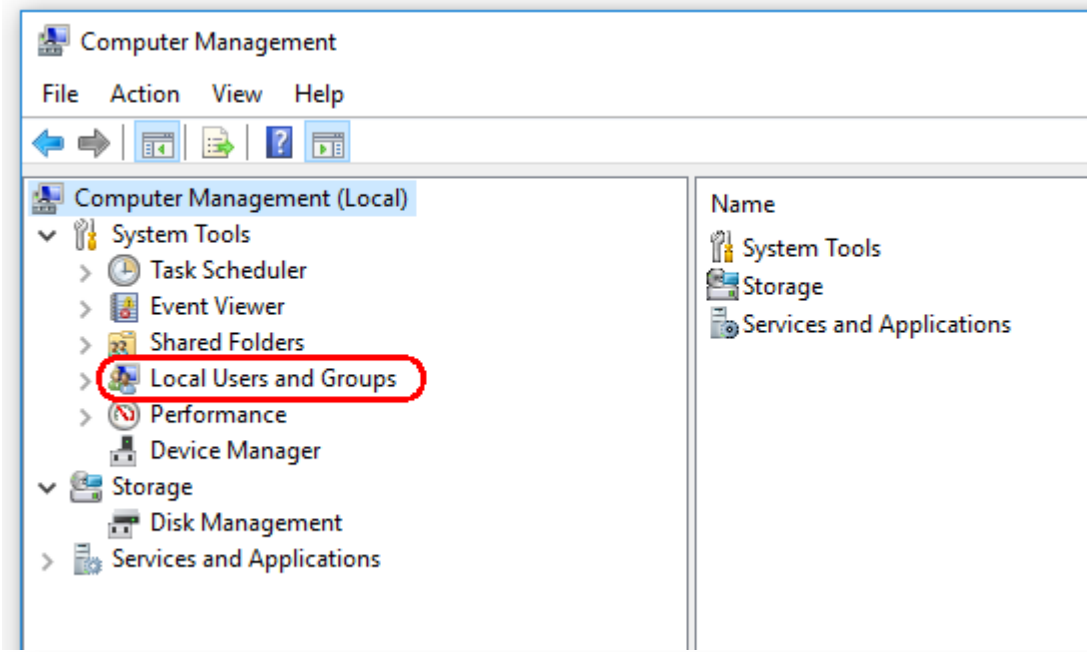 Computer Management
File Action View Help
Computer Management (Local)
System Tools
Task Scheduler
Event Viewer
Shared Folders
Local Users and Groups
Performance
Device Manager
Storage
Disk Management
Services and Applications
Name
System Tools
Storage
Services and Applications